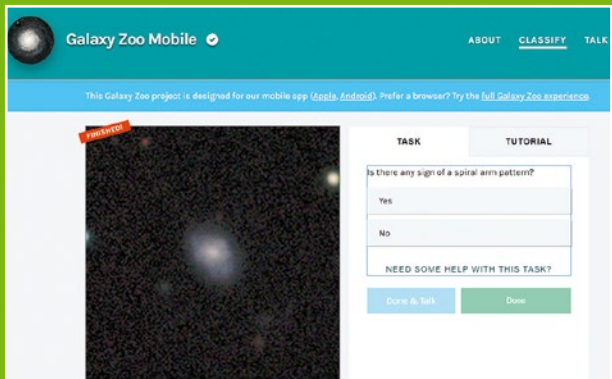 Galaxy Zoo Mobile
ABOUT CLASSIFY TALK
This Galaxy Zoo project is designed for our mobile app (Apple, Android). Prefer a browser? Try the full Galaxy Zoo experience.
FINISHED!
TASK TUTORIAL
Is there any sign of a spiral arm pattern?
Yes
No
NEED SOME HELP WITH THIS TASK?
Done & Talk Done